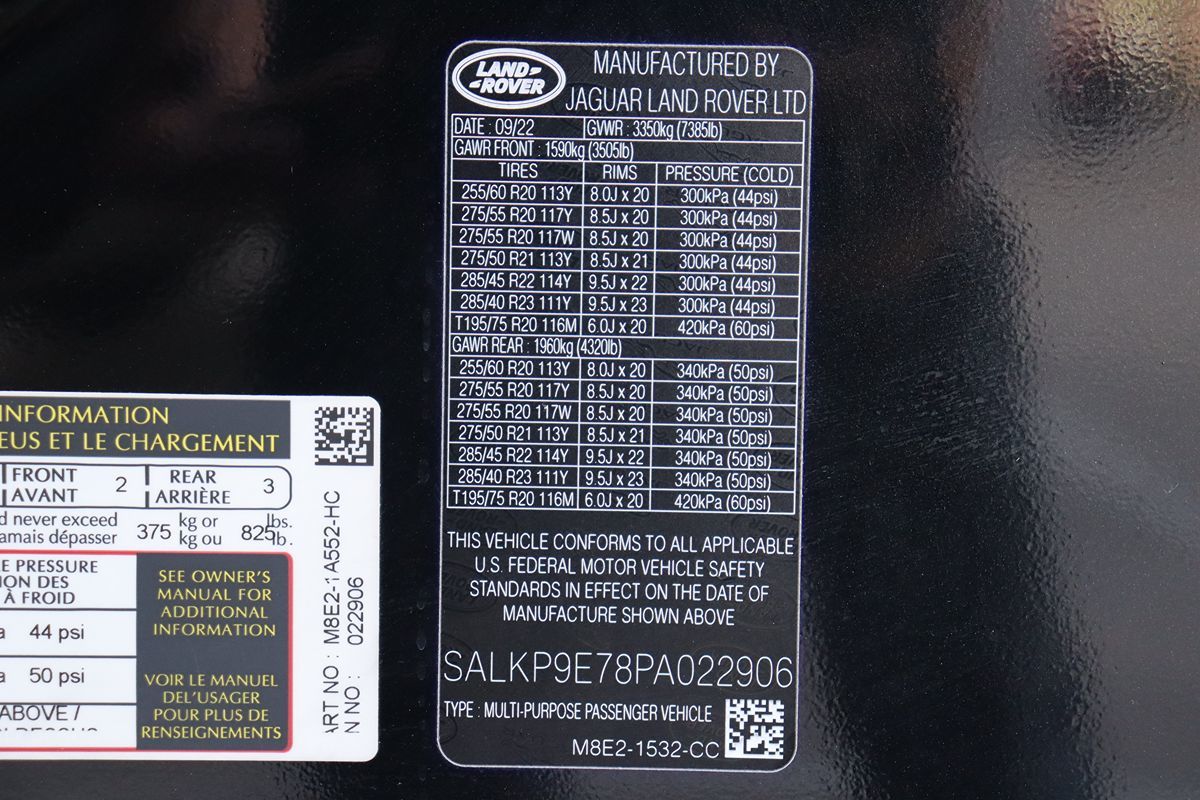 LAND ROVER
MANUFACTURED BY
JAGUAR LAND ROVER LTD
DATE : 09/22 GVWR : 3350kg (7385lb)
GAWR FRONT : 1590kg (3505lb)
TIRES RIMS PRESSURE (COLD)
255/60 R20 113Y 8.0J x 20 300kPa (44psi)
275/55 R20 117Y 8.5J x 20 300kPa (44psi)
275/55 R20 117W 8.5J x 20 300kPa (44psi)
275/50 R21 113Y 8.5J x 21 300kPa (44psi)
285/45 R22 114Y 9.5J x 22 300kPa (44psi)
285/40 R23 111Y 9.5J x 23 300kPa (44psi)
T195/75 R20 116M 6.0J x 20 420kPa (60psi)
GAWR REAR : 1960kg (4320lb)
255/60 R20 113Y 8.0J x 20 340kPa (50psi)
275/55 R20 117Y 8.5J x 20 340kPa (50psi)
275/55 R20 117W 8.5J x 20 340kPa (50psi)
275/50 R21 113Y 8.5J x 21 340kPa (50psi)
285/45 R22 114Y 9.5J x 22 340kPa (50psi)
285/40 R23 111Y 9.5J x 23 340kPa (50psi)
T195/75 R20 116M 6.0J x 20 420kPa (60psi)
THIS VEHICLE CONFORMS TO ALL APPLICABLE
U.S. FEDERAL MOTOR VEHICLE SAFETY
STANDARDS IN EFFECT ON THE DATE OF
MANUFACTURE SHOWN ABOVE
SALKP9E78PA022906
TYPE : MULTI-PURPOSE PASSENGER VEHICLE
M8E2-1532-CC
INFORMATION
EUS ET LE CHARGEMENT
FRONT 2 REAR 3
AVANT ARRIÈRE
d never exceed 375 kg or 825 lbs.
amais dépasser kg ou lb.
E PRESSURE
ION DES
À FROID
a 44 psi
a 50 psi
ABOVE /
SEE OWNER'S
MANUAL FOR
ADDITIONAL
INFORMATION
VOIR LE MANUEL
DEL'USAGER
POUR PLUS DE
RENSEIGNEMENTS
ART NO : M8E2-1A552-HC
N NO : 022906